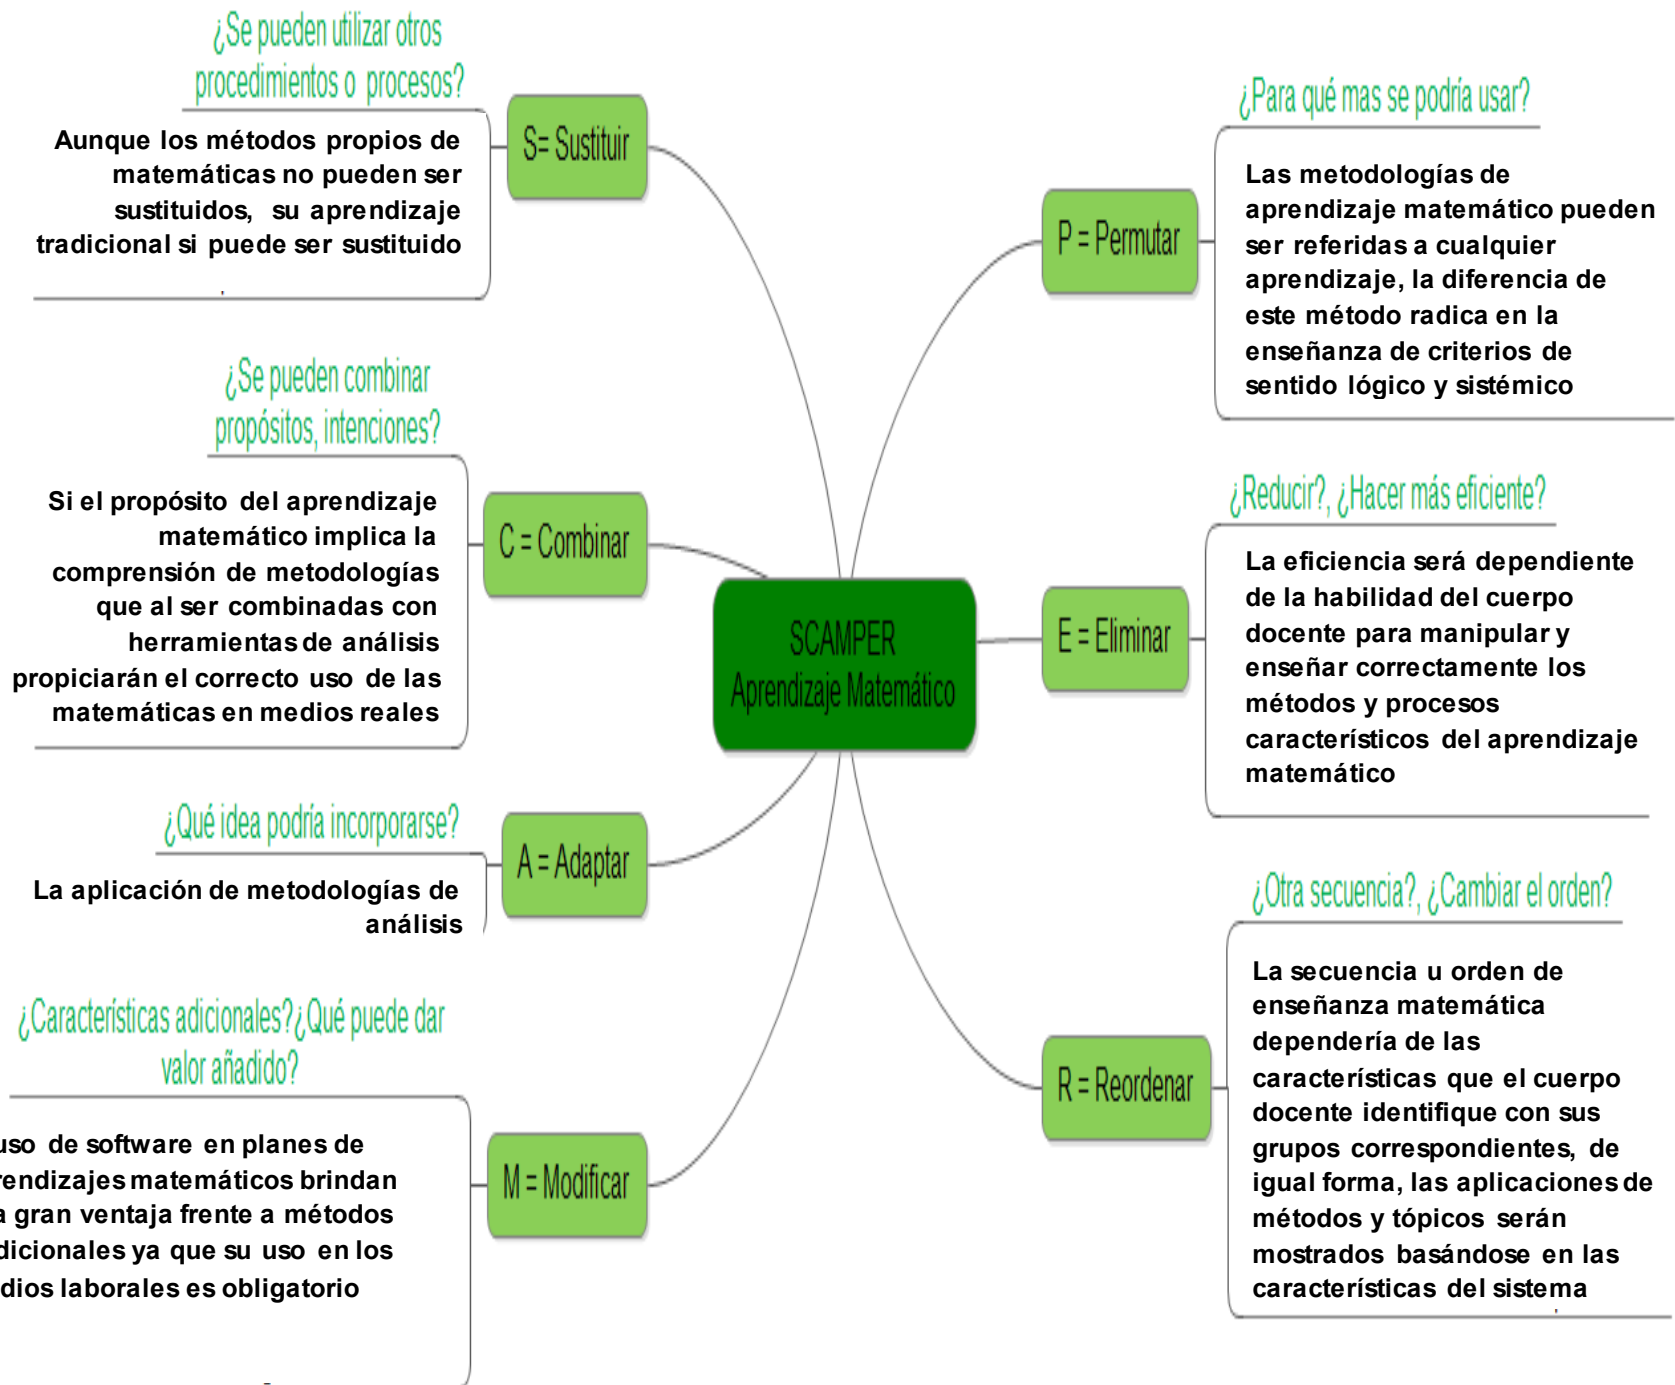 ¿Se pueden utilizar otros
procedimientos o procesos?
S= Sustituir
Aunque los métodos propios de
matemáticas no pueden ser
sustituidos, su aprendizaje
tradicional si puede ser sustituido
¿Se pueden combinar
propósitos, intenciones?
C = Combinar
Si el propósito del aprendizaje
matemático implica la
comprensión de metodologías
que al ser combinadas con
herramientas de análisis
propiciarán el correcto uso de las
matemáticas en medios reales
¿Qué idea podría incorporarse?
A = Adaptar
La aplicación de metodologías de
análisis
¿Características adicionales?¿Qué puede dar
valor añadido?
M = Modificar
uso de software en planes de
rendizajes matemáticos brindan
a gran ventaja frente a métodos
dicionales ya que su uso en los
dios laborales es obligatorio
SCAMPER
Aprendizaje Matemático
¿Para qué mas se podría usar?
P = Permutar
Las metodologías de
aprendizaje matemático pueden
ser referidas a cualquier
aprendizaje, la diferencia de
este método radica en la
enseñanza de criterios de
sentido lógico y sistémico
¿Reducir?, ¿Hacer más eficiente?
E = Eliminar
La eficiencia será dependiente
de la habilidad del cuerpo
docente para manipular y
enseñar correctamente los
métodos y procesos
característicos del aprendizaje
matemático
¿Otra secuencia?, ¿Cambiar el orden?
R = Reordenar
La secuencia u orden de
enseñanza matemática
dependería de las
características que el cuerpo
docente identifique con sus
grupos correspondientes, de
igual forma, las aplicaciones de
métodos y tópicos serán
mostrados basándose en las
características del sistema